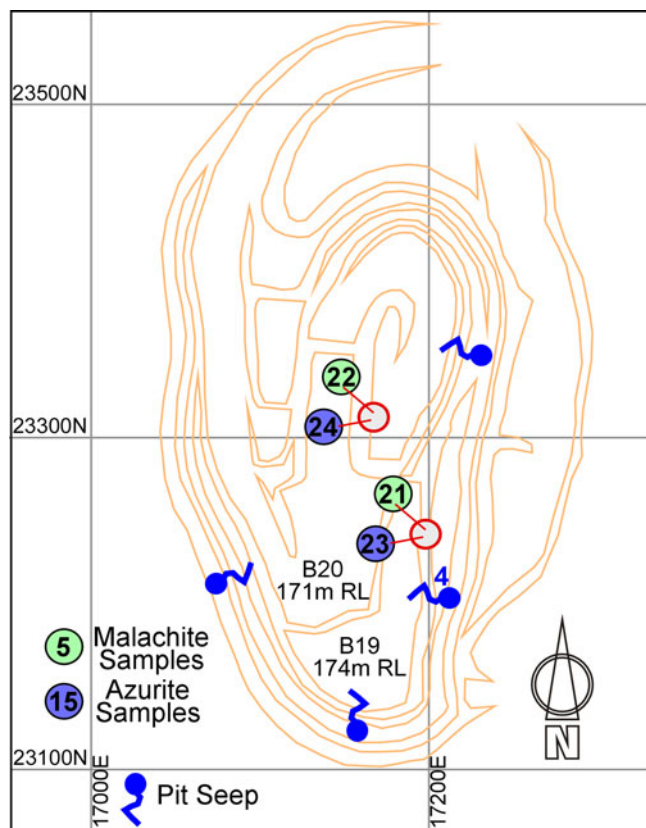 23500N
22
24
23300N
21
23
4
B20
171m RL
B19
174m RL
5
Malachite
Samples
15
Azurite
Samples
N
23100N
17000E
17200E
Pit Seep